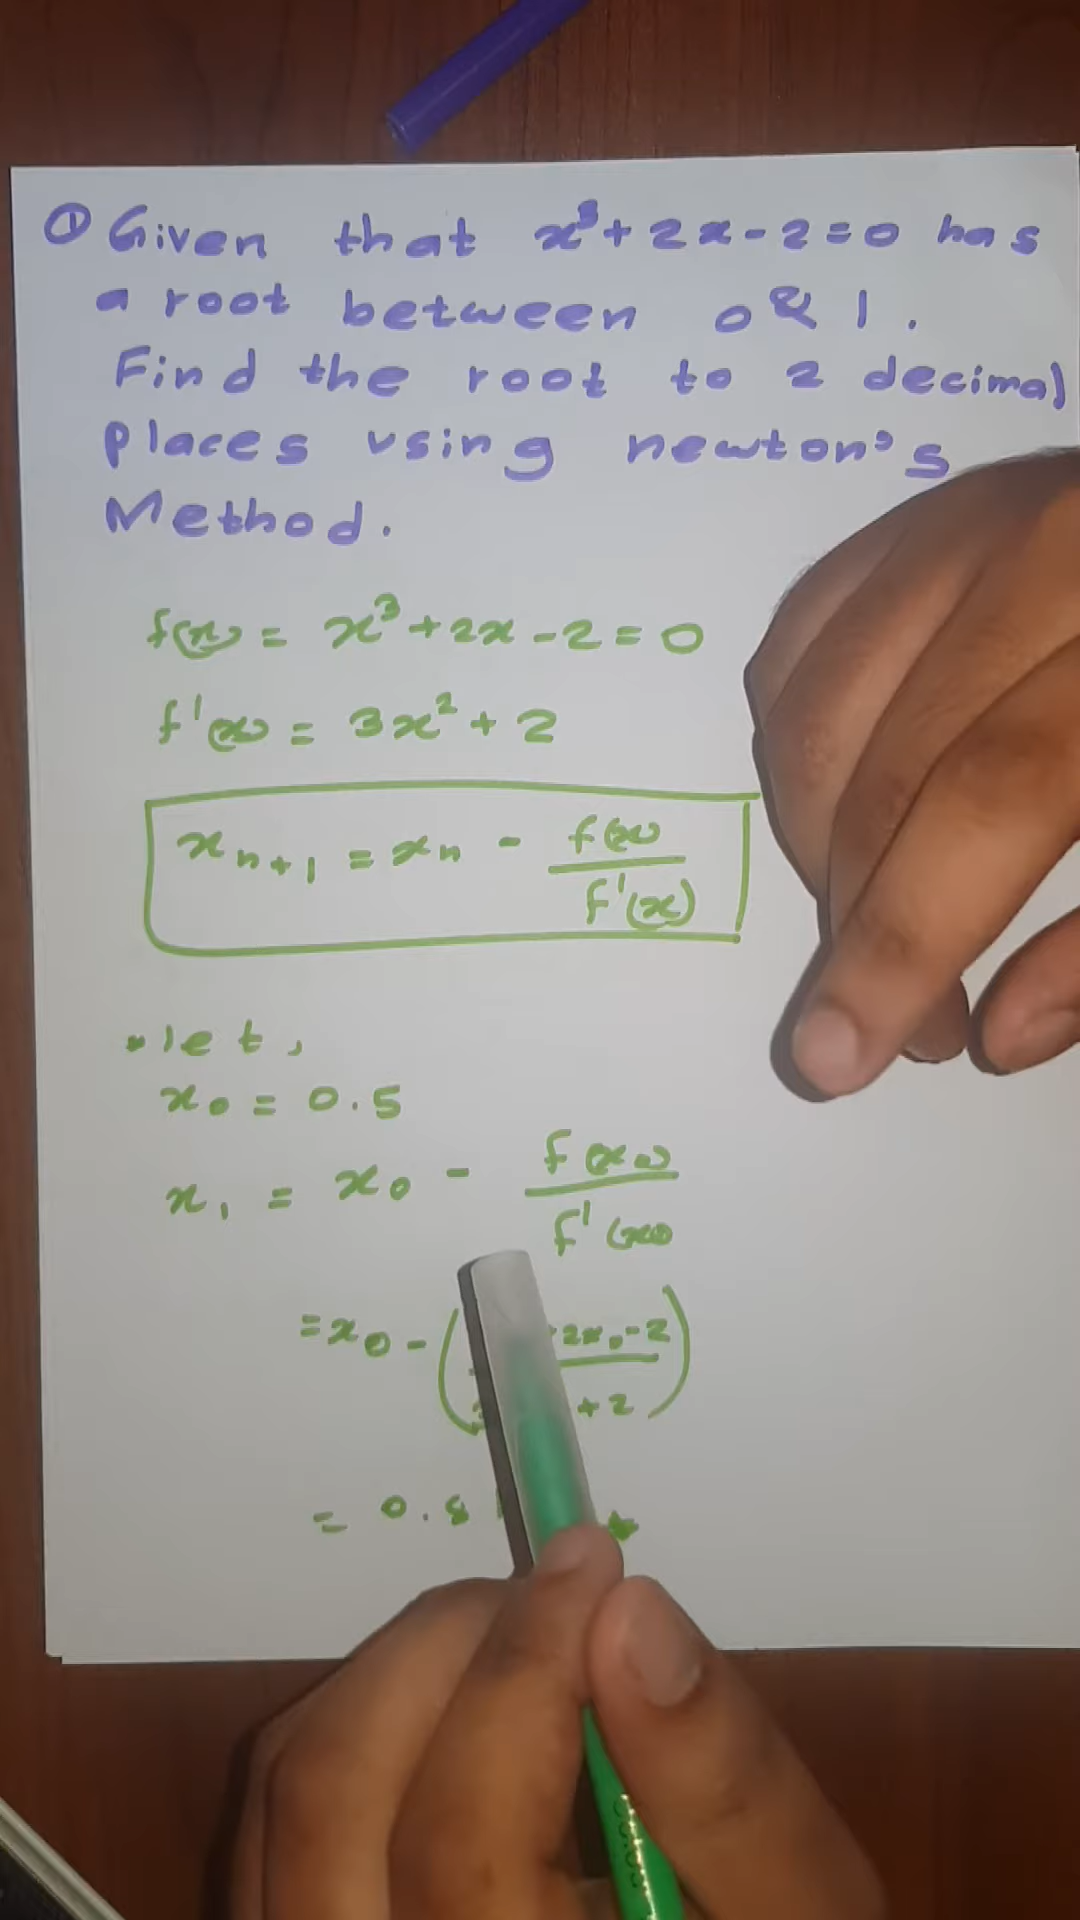 ① Given that x³+2x-2=0 has
a root between 0 & 1.
Find the root to 2 decimal
places using newton's
Method.
f(x) = x³+2x-2=0
f'(x) = 3x²+2
xₙ₊₁ = xₙ - f(x)/f'(x)
let,
x₀ = 0.5
x₁ = x₀ - f(x₀)/f'(x₀)
=x₀-( 2x₀-2 / +2)
= 0.8